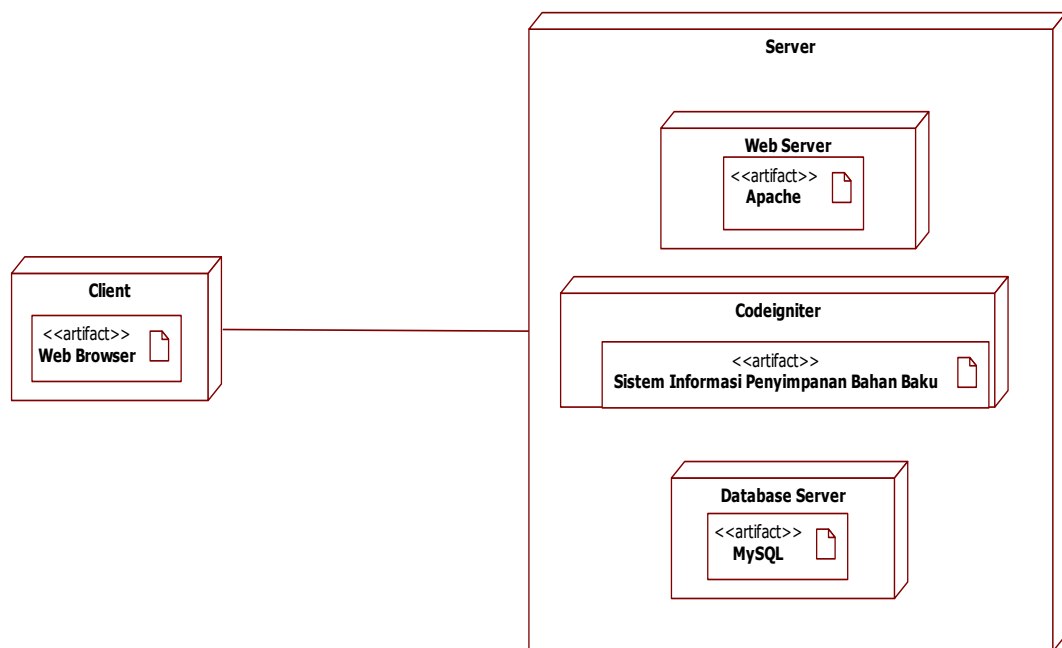 Server
Web Server
<<artifact>>
Apache
Client
<<artifact>>
Web Browser
Codeigniter
<<artifact>>
Sistem Informasi Penyimpanan Bahan Baku
Database Server
<<artifact>>
MySQL